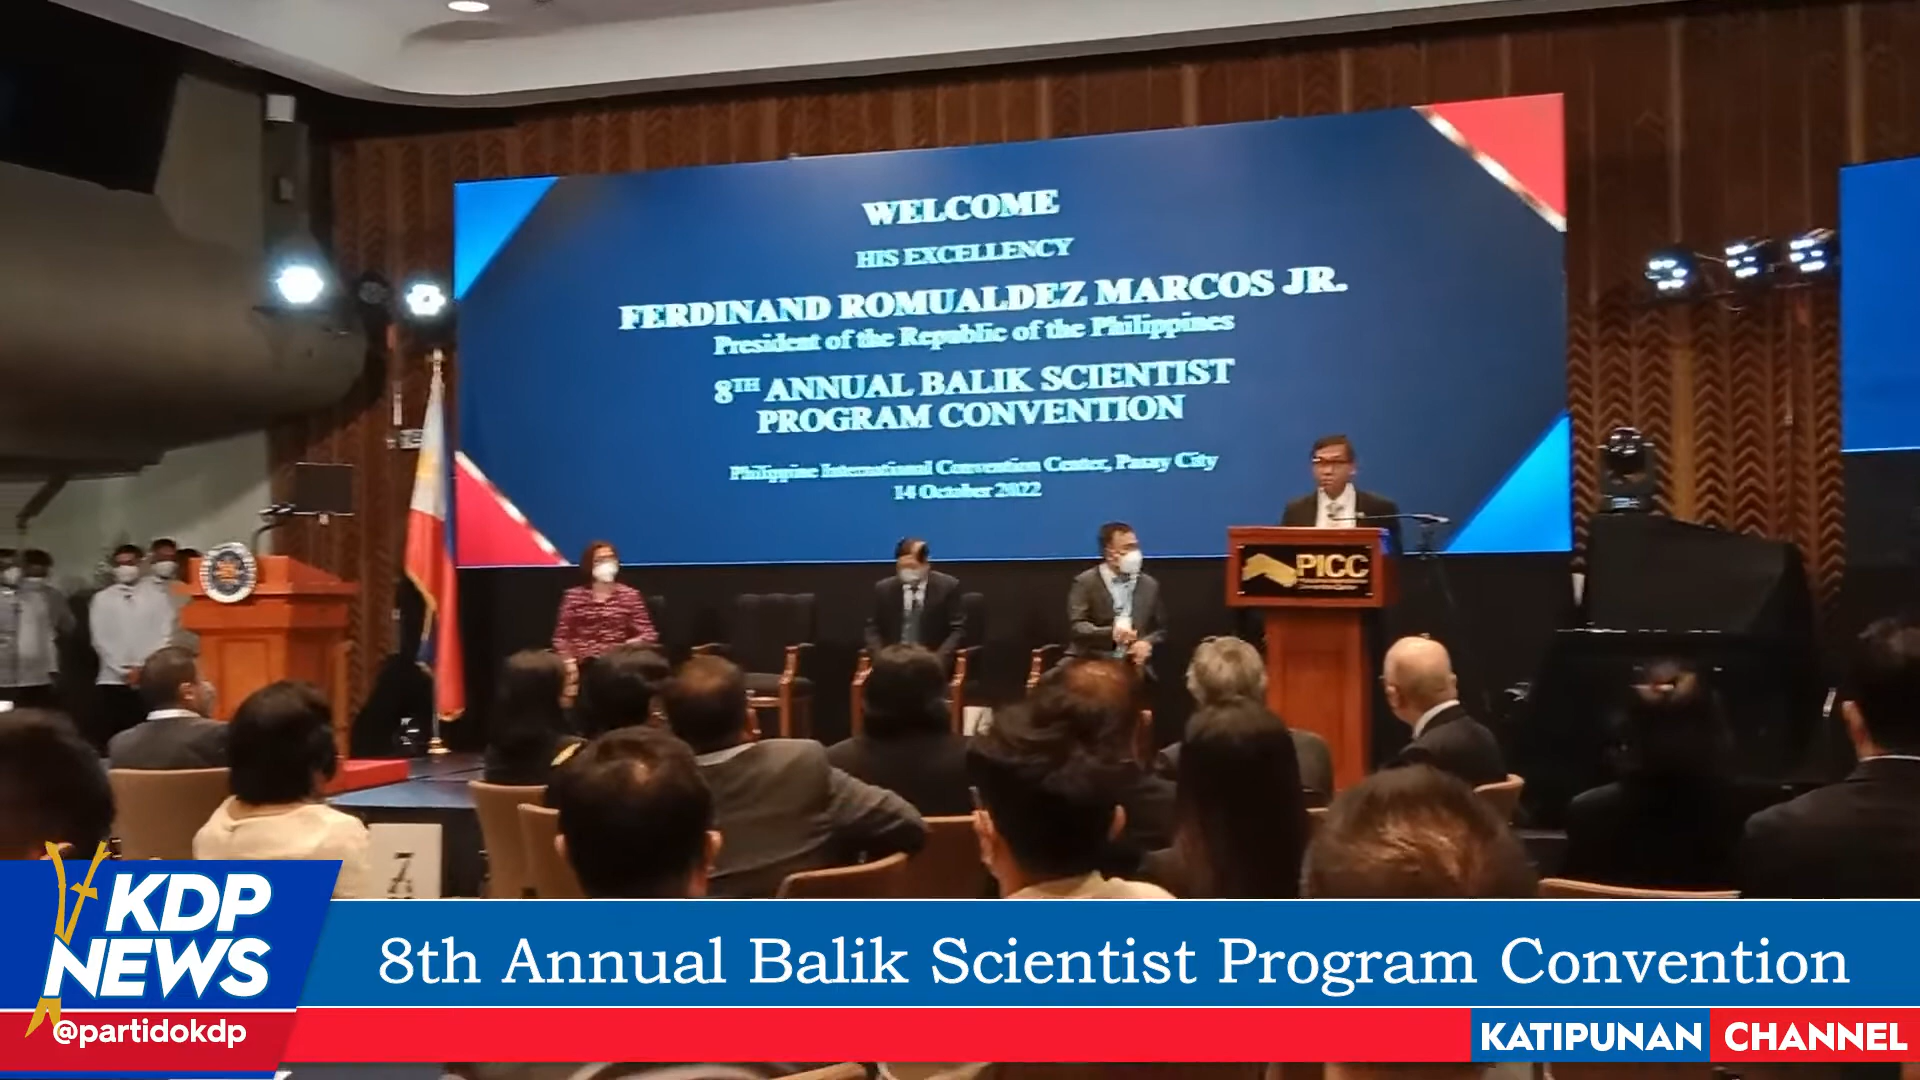 WELCOME
HIS EXCELLENCY
FERDINAND ROMUALDEZ MARCOS JR.
President of the Republic of the Philippines
8TH ANNUAL BALIK SCIENTIST
PROGRAM CONVENTION
Philippine International Convention Center, Pasay City
14 October 2022
PICC
7
KDP
NEWS
@partidokdp
8th Annual Balik Scientist Program Convention
KATIPUNAN CHANNEL